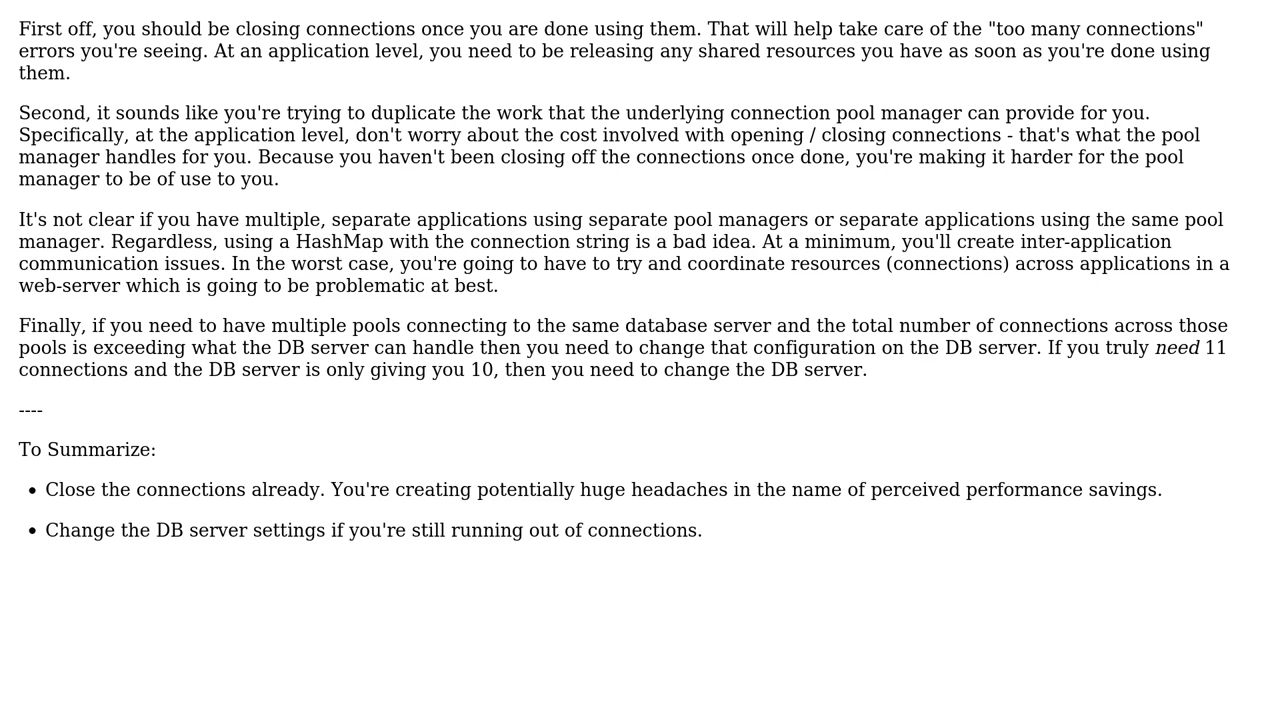 First off, you should be closing connections once you are done using them. That will help take care of the "too many connections"
errors you're seeing. At an application level, you need to be releasing any shared resources you have as soon as you're done using
them.
Second, it sounds like you're trying to duplicate the work that the underlying connection pool manager can provide for you.
Specifically, at the application level, don't worry about the cost involved with opening / closing connections - that's what the pool
manager handles for you. Because you haven't been closing off the connections once done, you're making it harder for the pool
manager to be of use to you.
It's not clear if you have multiple, separate applications using separate pool managers or separate applications using the same pool
manager. Regardless, using a HashMap with the connection string is a bad idea. At a minimum, you'll create inter-application
communication issues. In the worst case, you're going to have to try and coordinate resources (connections) across applications in a
web-server which is going to be problematic at best.
Finally, if you need to have multiple pools connecting to the same database server and the total number of connections across those
pools is exceeding what the DB server can handle then you need to change that configuration on the DB server. If you truly need 11
connections and the DB server is only giving you 10, then you need to change the DB server.
----
To Summarize:
• Close the connections already. You're creating potentially huge headaches in the name of perceived performance savings.
• Change the DB server settings if you're still running out of connections.